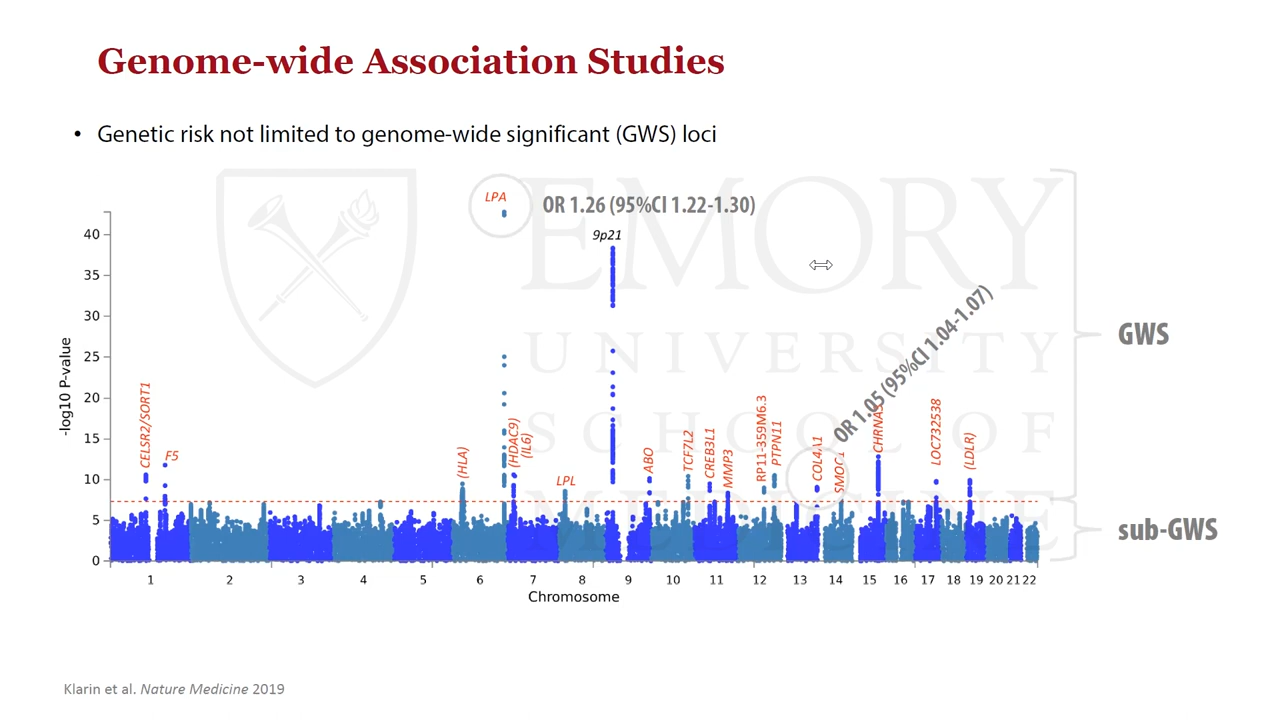 Genome-wide Association Studies
• Genetic risk not limited to genome-wide significant (GWS) loci
EMORY
UNIVERSITY
SCHOOL OF
MEDICINE
LPA
OR 1.26 (95%CI 1.22-1.30)
9p21
OR 1.05 (95%CI 1.04-1.07)
GWS
sub-GWS
CELSR2/SORT1
F5
(HLA)
(HDAC9)
(IL6)
LPL
ABO
TCF7L2
CREB3L1
MMP3
RP11-359M6.3
PTPN11
COL4A1
CHRNA3
LOC732538
(LDLR)
-log10 P-value
40
35
30
25
20
15
10
5
0
1 2 3 4 5 6 7 8 9 10 11 12 13 14 15 16 17 18 19 20 21 22
Chromosome
Klarin et al. Nature Medicine 2019